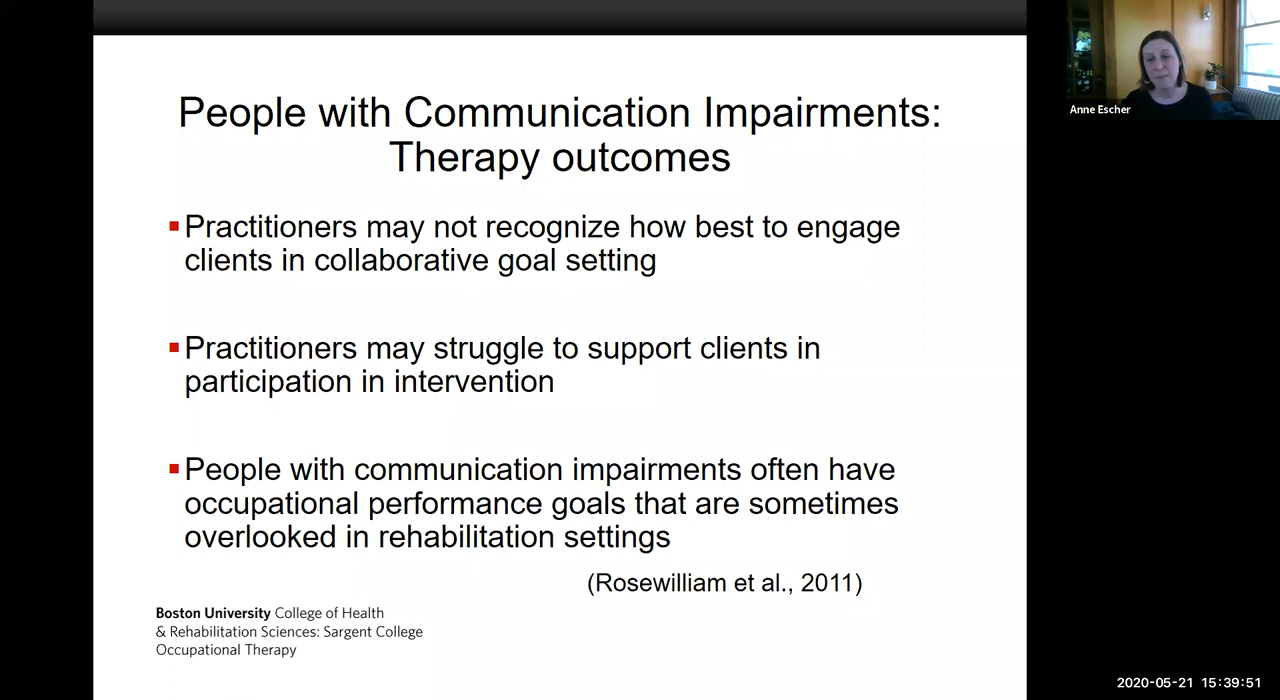 People with Communication Impairments:
Therapy outcomes
Practitioners may not recognize how best to engage
clients in collaborative goal setting
Practitioners may struggle to support clients in
participation in intervention
People with communication impairments often have
occupational performance goals that are sometimes
overlooked in rehabilitation settings
(Rosewilliam et al., 2011)
Boston University College of Health
& Rehabilitation Sciences: Sargent College
Occupational Therapy
Anne Escher
2020-05-21 15:39:51